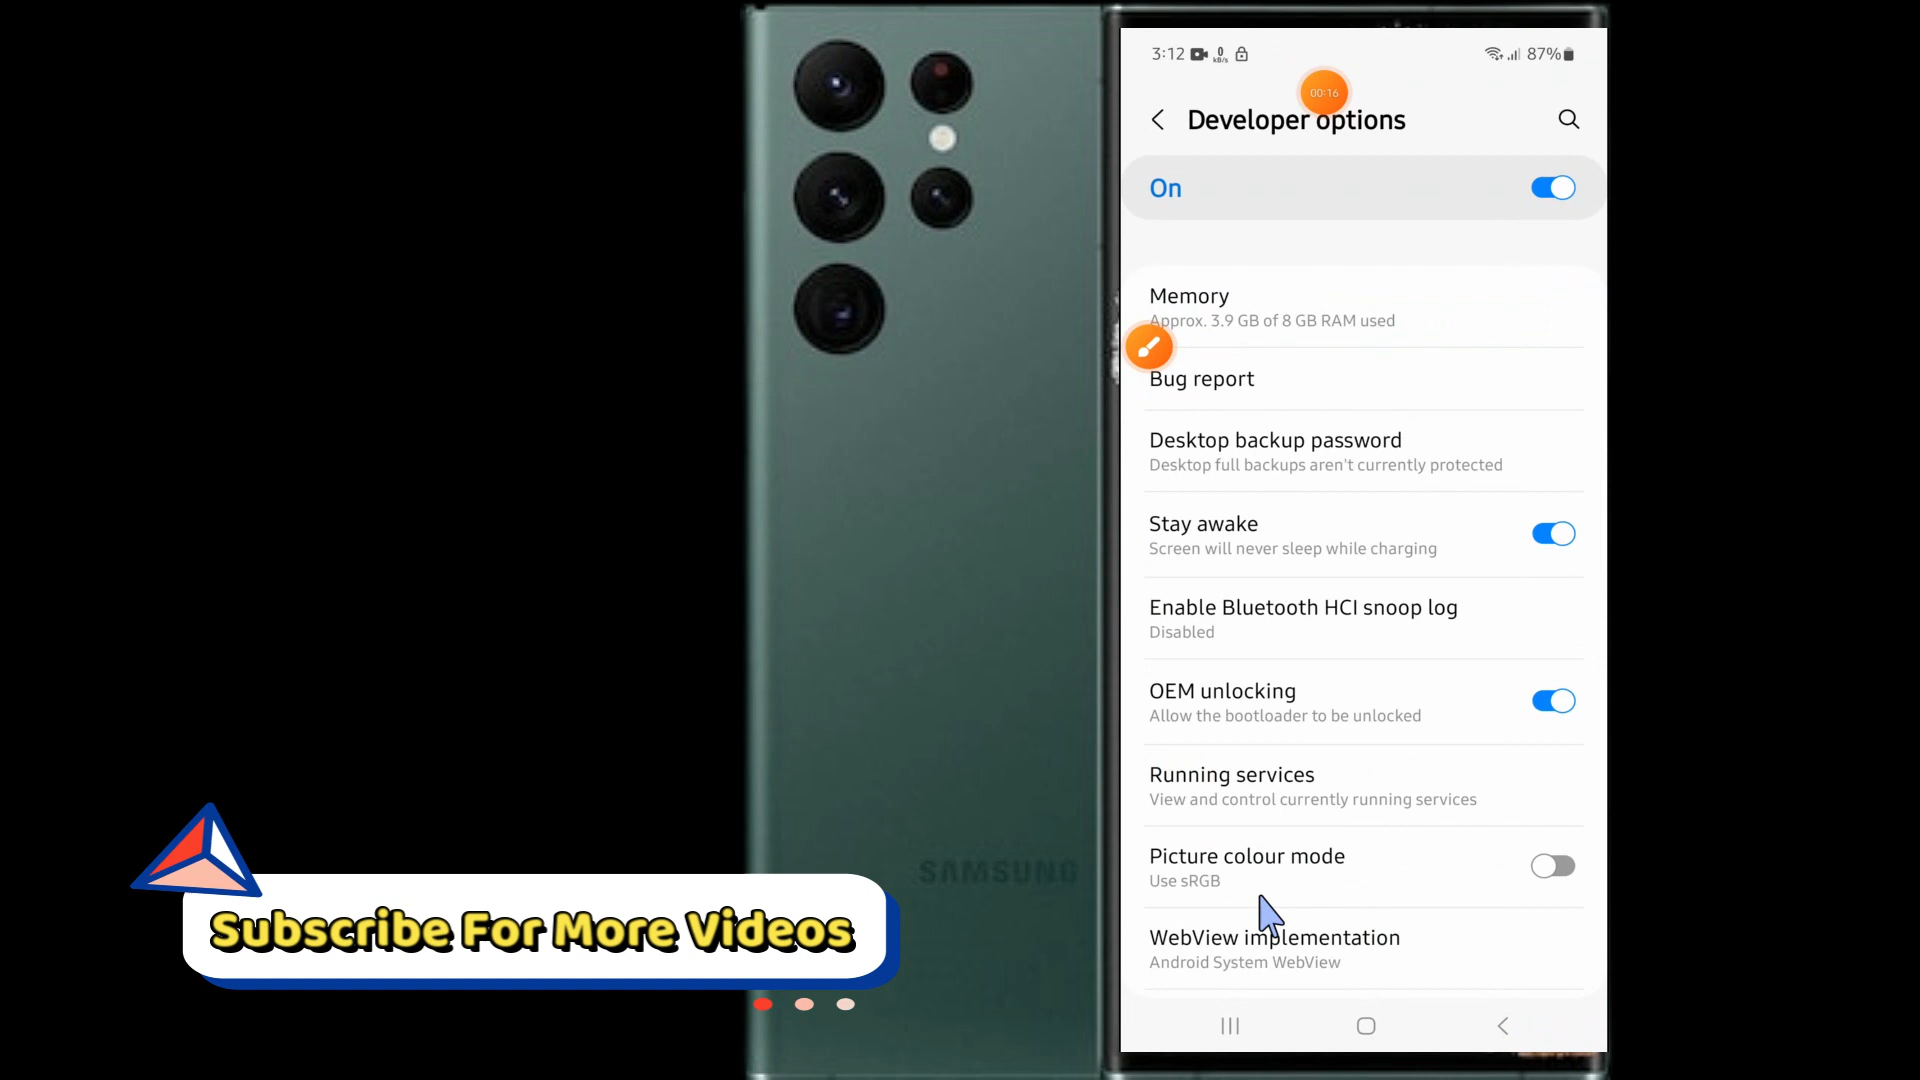 3:12 0 kB/s 87%
00:16
Developer options
On
Memory
Approx. 3.9 GB of 8 GB RAM used
Bug report
Desktop backup password
Desktop full backups aren't currently protected
Stay awake
Screen will never sleep while charging
Enable Bluetooth HCI snoop log
Disabled
OEM unlocking
Allow the bootloader to be unlocked
Running services
View and control currently running services
Picture colour mode
Use sRGB
WebView implementation
Android System WebView
SAMSUNG
Subscribe For More Videos